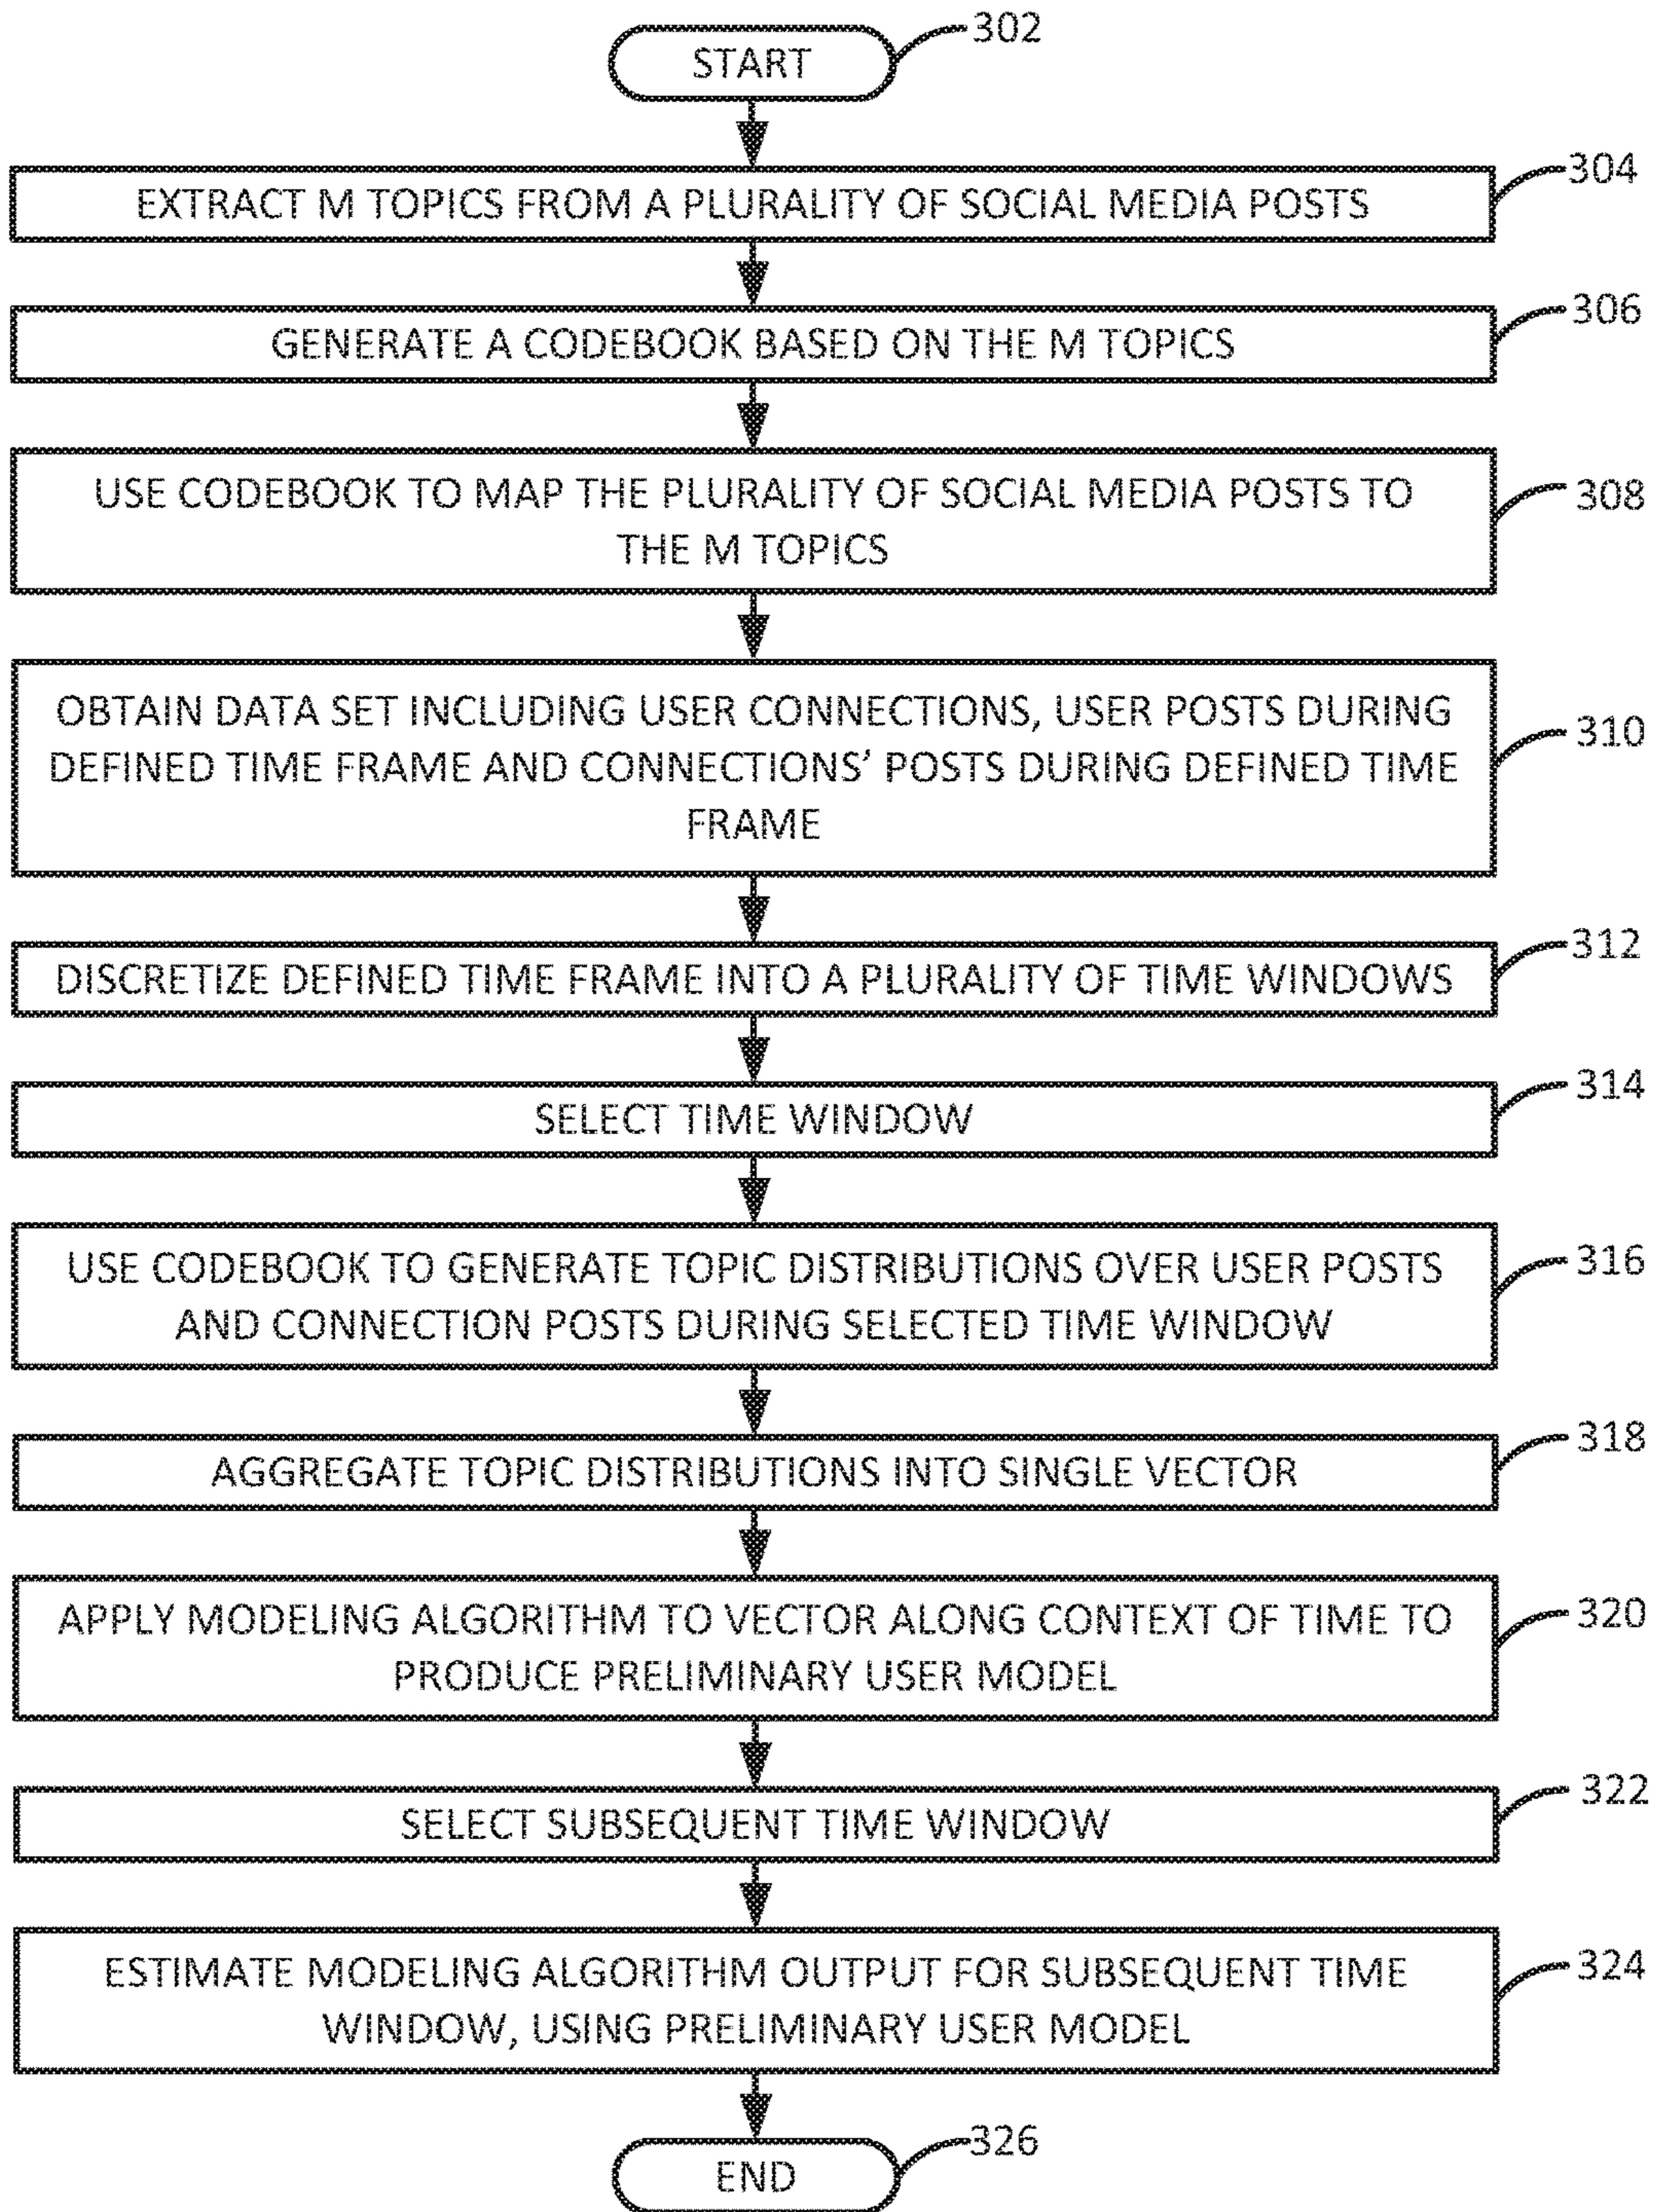 START
302
EXTRACT M TOPICS FROM A PLURALITY OF SOCIAL MEDIA POSTS
304
GENERATE A CODEBOOK BASED ON THE M TOPICS
306
USE CODEBOOK TO MAP THE PLURALITY OF SOCIAL MEDIA POSTS TO
THE M TOPICS
308
OBTAIN DATA SET INCLUDING USER CONNECTIONS, USER POSTS DURING
DEFINED TIME FRAME AND CONNECTIONS’ POSTS DURING DEFINED TIME
FRAME
310
DISCRETIZE DEFINED TIME FRAME INTO A PLURALITY OF TIME WINDOWS
312
SELECT TIME WINDOW
314
USE CODEBOOK TO GENERATE TOPIC DISTRIBUTIONS OVER USER POSTS
AND CONNECTION POSTS DURING SELECTED TIME WINDOW
316
AGGREGATE TOPIC DISTRIBUTIONS INTO SINGLE VECTOR
318
APPLY MODELING ALGORITHM TO VECTOR ALONG CONTEXT OF TIME TO
PRODUCE PRELIMINARY USER MODEL
320
SELECT SUBSEQUENT TIME WINDOW
322
ESTIMATE MODELING ALGORITHM OUTPUT FOR SUBSEQUENT TIME
WINDOW, USING PRELIMINARY USER MODEL
324
END
326